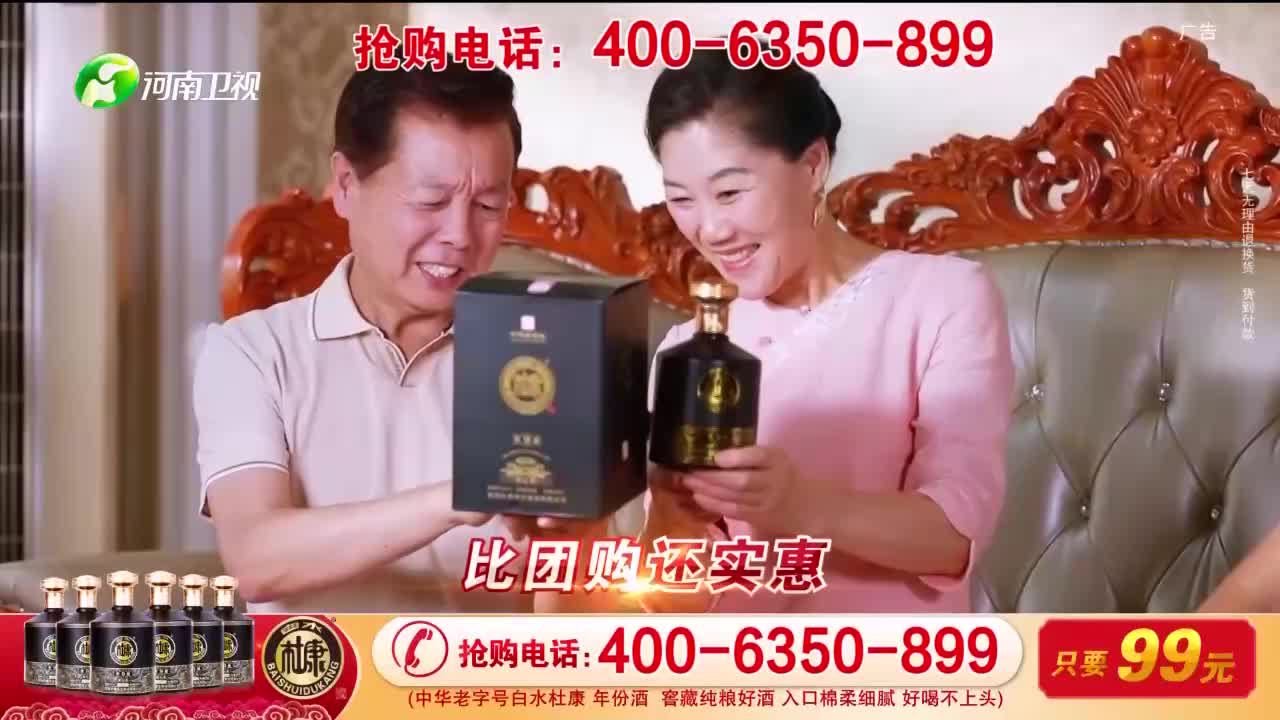 抢购电话：400-6350-899
广告
河南卫视
无理由退换货 货到付款
比团购还实惠
白水
杜康
BAISHUIDUKANG
抢购电话:400-6350-899
只要99元
(中华老字号白水杜康 年份酒 窖藏纯粮好酒 入口棉柔细腻 好喝不上头)